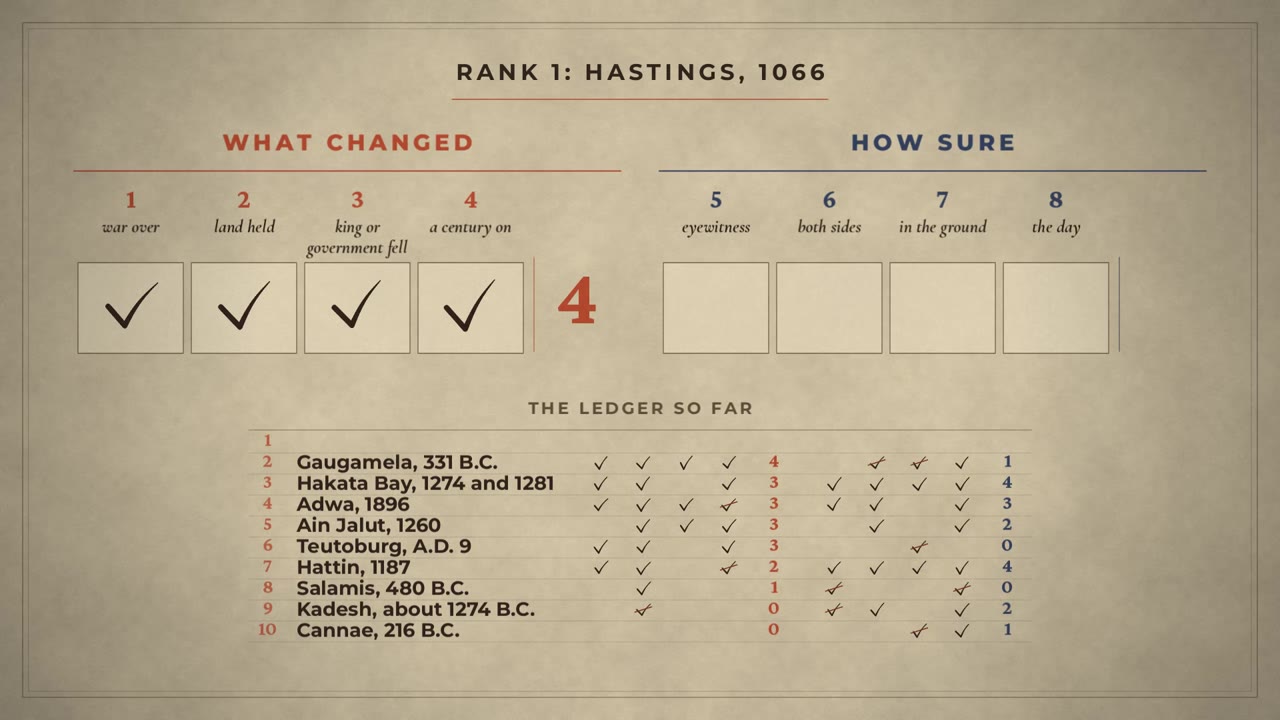 RANK 1: HASTINGS, 1066
WHAT CHANGED
HOW SURE
1 2 3 4
war over land held king or government fell a century on
5 6 7 8
eyewitness both sides in the ground the day
✓ ✓ ✓ ✓ 4
THE LEDGER SO FAR
1
2 Gaugamela, 331 B.C. ✓ ✓ ✓ ✓ 4 ✓ ✓ ✓ 1
3 Hakata Bay, 1274 and 1281 ✓ ✓ ✓ 3 ✓ ✓ ✓ ✓ 4
4 Adwa, 1896 ✓ ✓ ✓ ✓ 3 ✓ ✓ ✓ 3
5 Ain Jalut, 1260 ✓ ✓ ✓ 3 ✓ ✓ 2
6 Teutoburg, A.D. 9 ✓ ✓ ✓ 3 ✓ 0
7 Hattin, 1187 ✓ ✓ ✓ 2 ✓ ✓ ✓ ✓ 4
8 Salamis, 480 B.C. ✓ 1 ✓ ✓ 0
9 Kadesh, about 1274 B.C. ✓ 0 ✓ ✓ ✓ 2
10 Cannae, 216 B.C. 0 ✓ ✓ 1